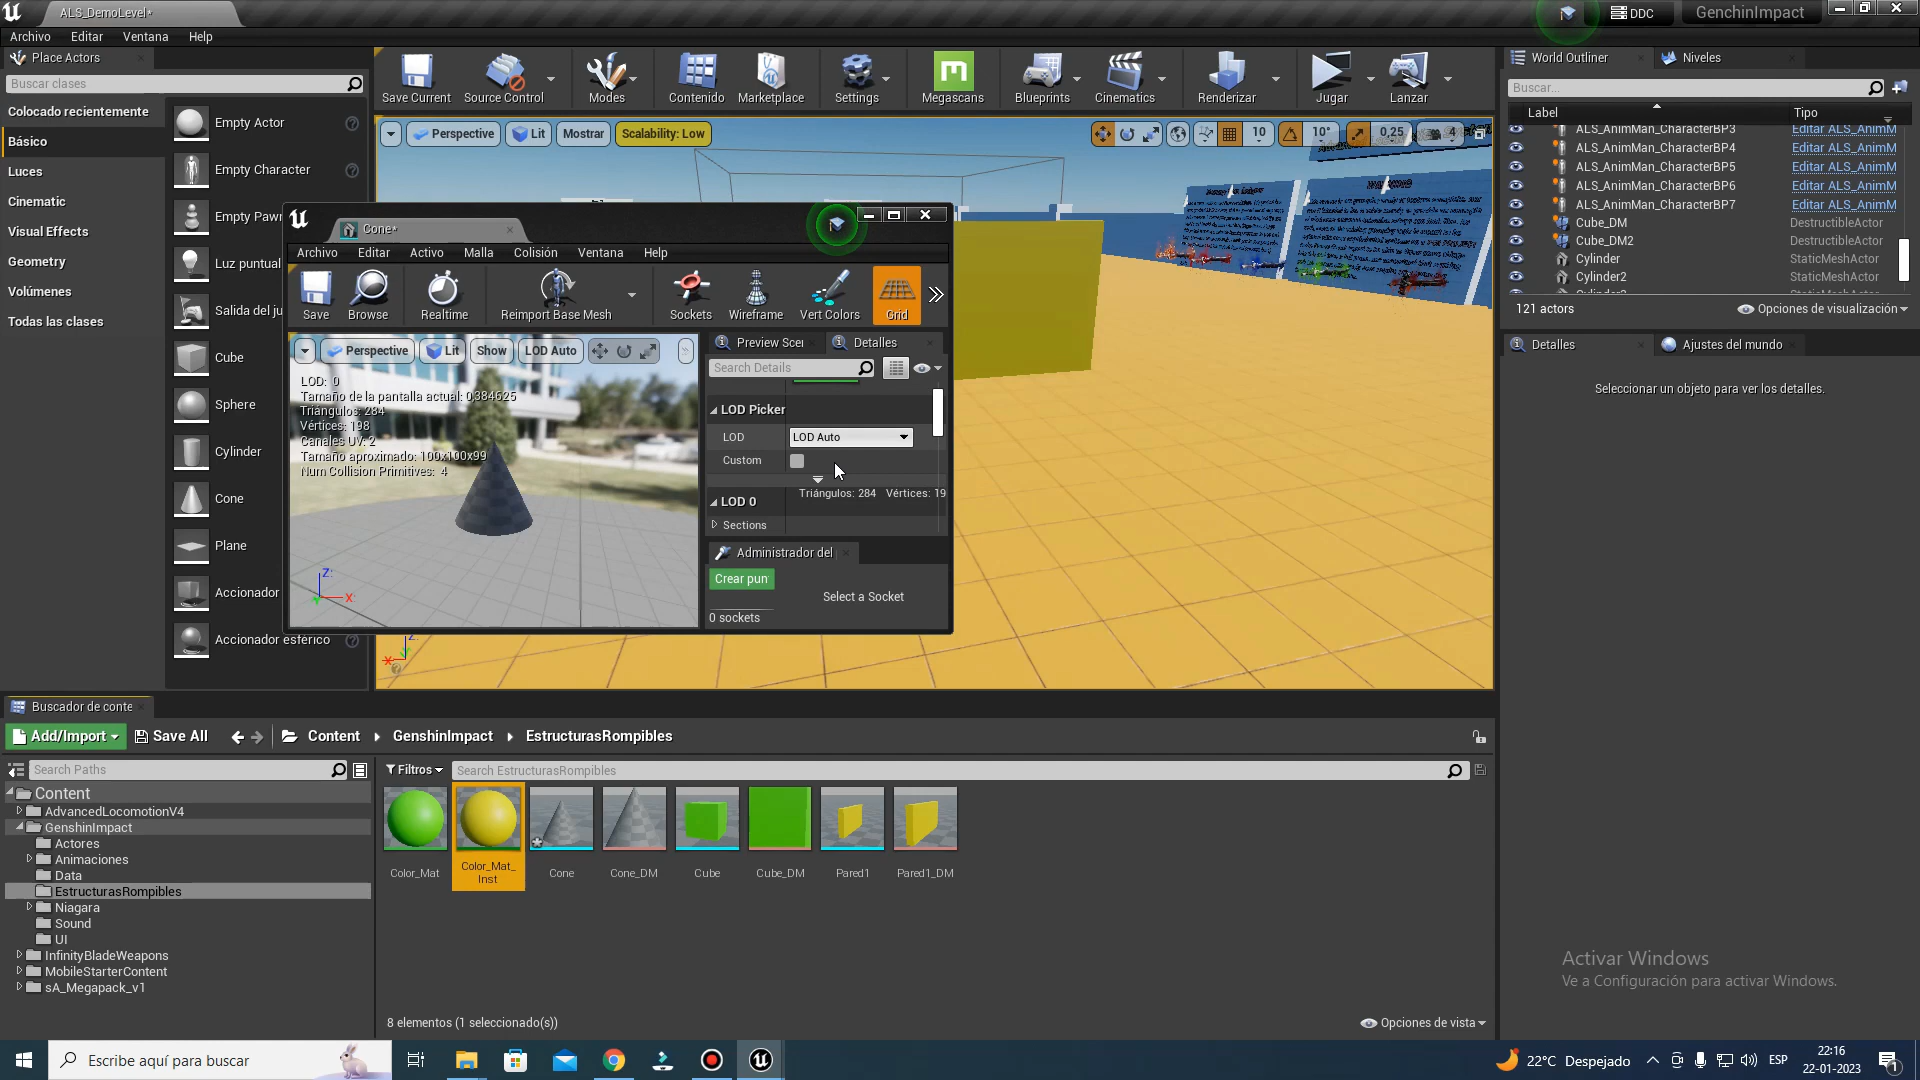 ALS_DemoLevel*
DDC
GenchinImpact
Archivo Editar Ventana Help
Place Actors
Buscar clases
Colocado recientemente
Básico
Luces
Cinematic
Visual Effects
Geometry
Volúmenes
Todas las clases
Empty Actor
Empty Character
Empty Pawn
Luz puntual
Salida del ju
Cube
Sphere
Cylinder
Cone
Plane
Accionador
Accionador esférico
Save Current
Source Control
Modes
Contenido
Marketplace
Settings
Megascans
Blueprints
Cinematics
Renderizar
Jugar
Lanzar
Perspective
Lit
Mostrar
Scalability: Low
10
10°
0,25
4
World Outliner
Niveles
Buscar...
Label Tipo
ALS_AnimMan_CharacterBP3 Editar ALS_AnimM
ALS_AnimMan_CharacterBP4 Editar ALS_AnimM
ALS_AnimMan_CharacterBP5 Editar ALS_AnimM
ALS_AnimMan_CharacterBP6 Editar ALS_AnimM
ALS_AnimMan_CharacterBP7 Editar ALS_AnimM
Cube_DM DestructibleActor
Cube_DM2 DestructibleActor
Cylinder StaticMeshActor
Cylinder2 StaticMeshActor
121 actors
Opciones de visualización
Detalles
Ajustes del mundo
Seleccionar un objeto para ver los detalles.
Cone*
Archivo Editar Activo Malla Colisión Ventana Help
Save
Browse
Realtime
Reimport Base Mesh
Sockets
Wireframe
Vert Colors
Grid
Perspective
Lit
Show
LOD Auto
LOD: 0
Tamaño de la pantalla actual: 0,384625
Triángulos: 284
Vértices: 198
Canales UV: 2
Tamaño aproximado: 100x100x99
Num Collision Primitives: 4
Z:
X:
Preview Scei
Detalles
Search Details
LOD Picker
LOD LOD Auto
Custom
LOD 0 Triángulos: 284 Vértices: 19
Sections
Administrador del
Crear pun
Select a Socket
0 sockets
Buscador de conte
Add/Import
Save All
Content
GenshinImpact
EstructurasRompibles
Search Paths
Filtros
Search EstructurasRompibles
Content
AdvancedLocomotionV4
GenshinImpact
Actores
Animaciones
Data
EstructurasRompibles
Niagara
Sound
UI
InfinityBladeWeapons
MobileStarterContent
sA_Megapack_v1
Color_Mat
Color_Mat_
Inst
Cone
Cone_DM
Cube
Cube_DM
Pared1
Pared1_DM
8 elementos (1 seleccionado(s))
Opciones de vista
Activar Windows
Ve a Configuración para activar Windows.
Escribe aquí para buscar
22°C Despejado
ESP
22:16
22-01-2023
1